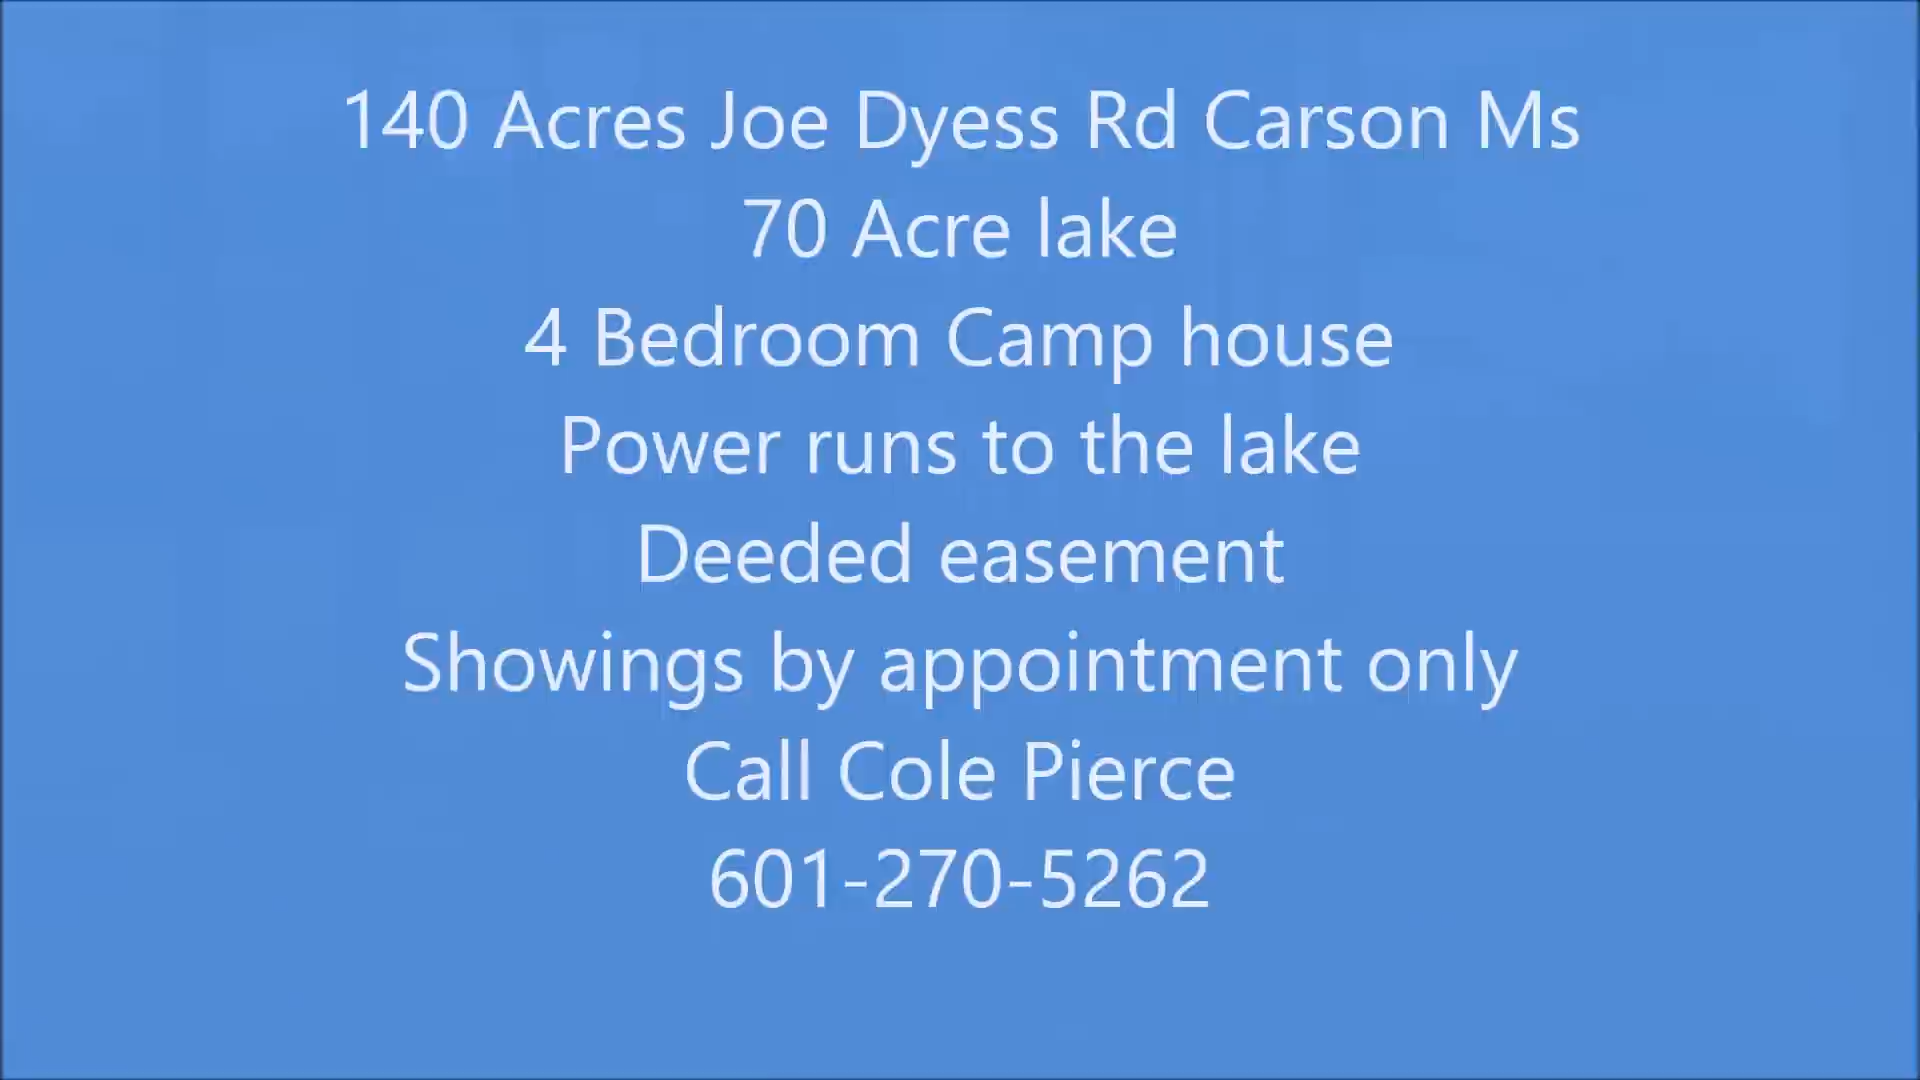 140 Acres Joe Dyess Rd Carson Ms
70 Acre lake
4 Bedroom Camp house
Power runs to the lake
Deeded easement
Showings by appointment only
Call Cole Pierce
601-270-5262